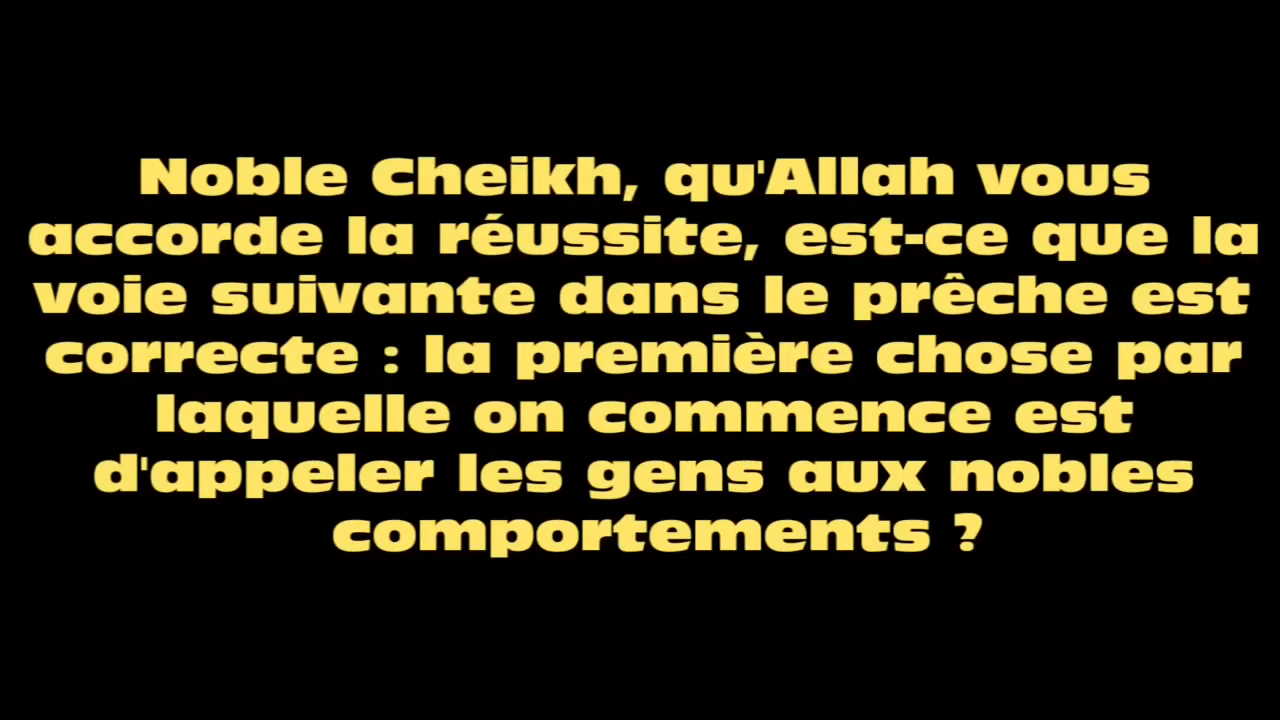 Noble Cheikh, qu'Allah vous
accorde la réussite, est-ce que la
voie suivante dans le prêche est
correcte : la première chose par
laquelle on commence est
d'appeler les gens aux nobles
comportements ?